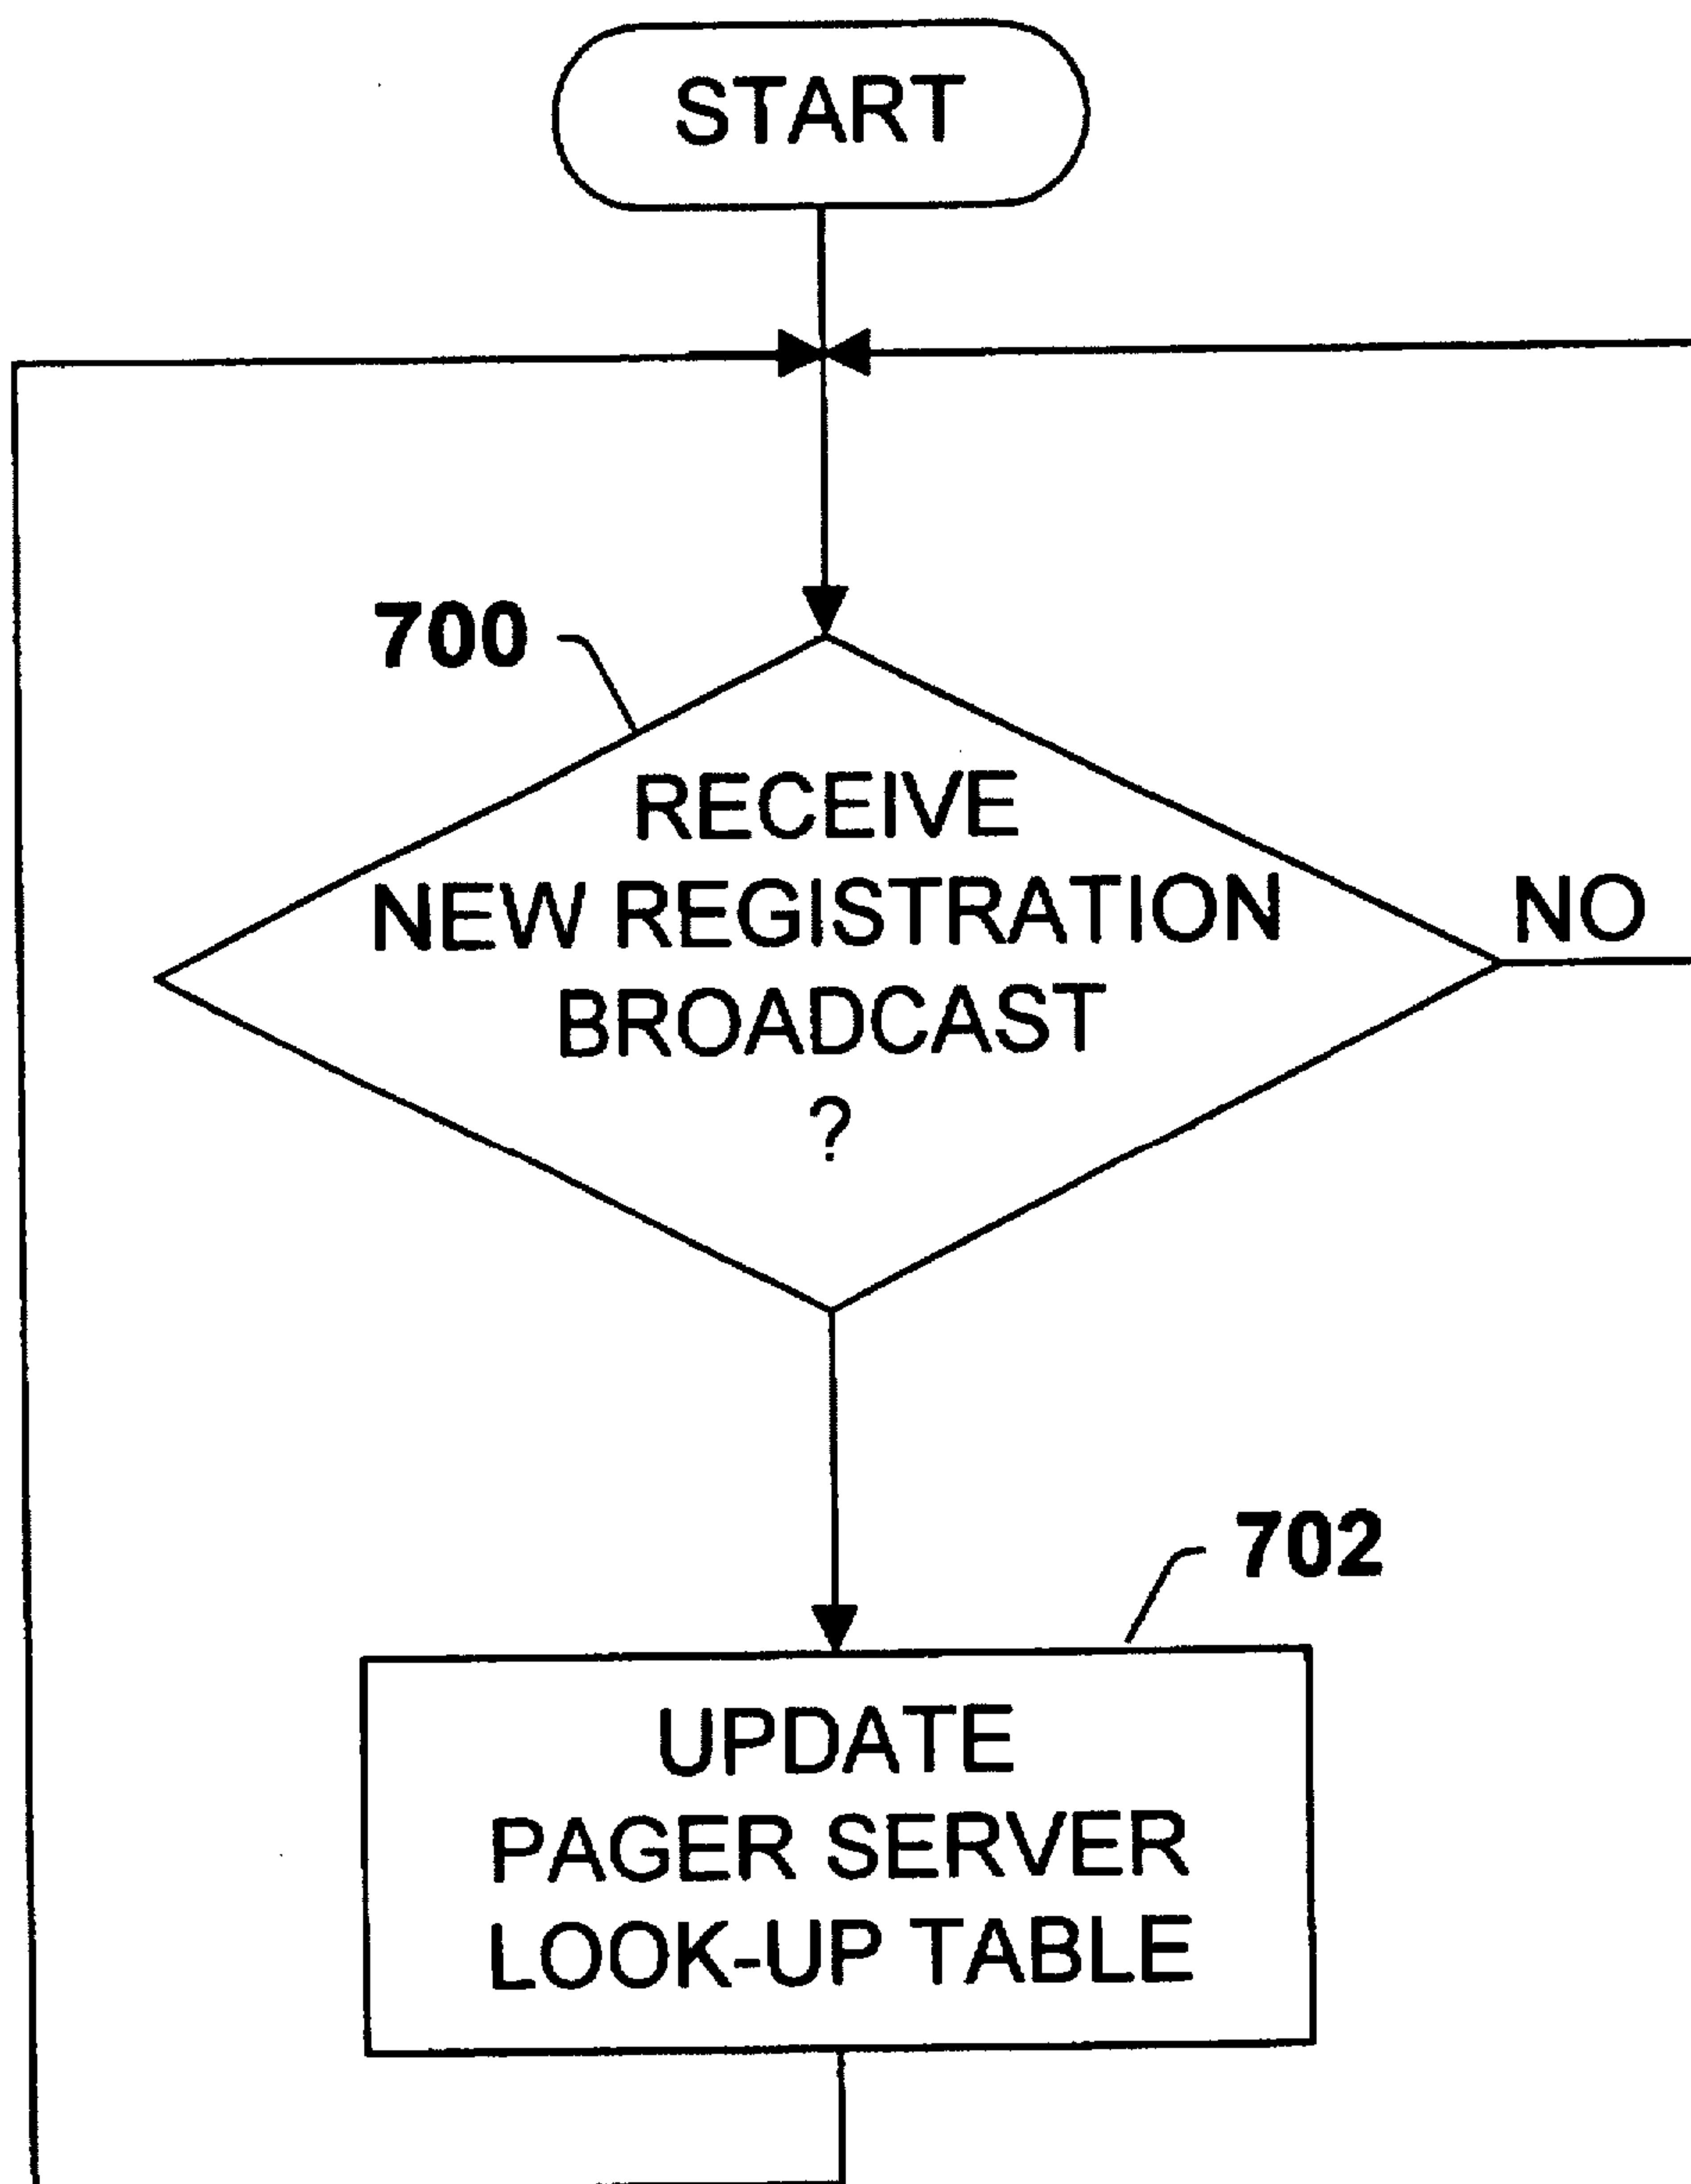 START
700
RECEIVE
NEW REGISTRATION
BROADCAST
?
NO
702
UPDATE
PAGER SERVER
LOOK-UP TABLE